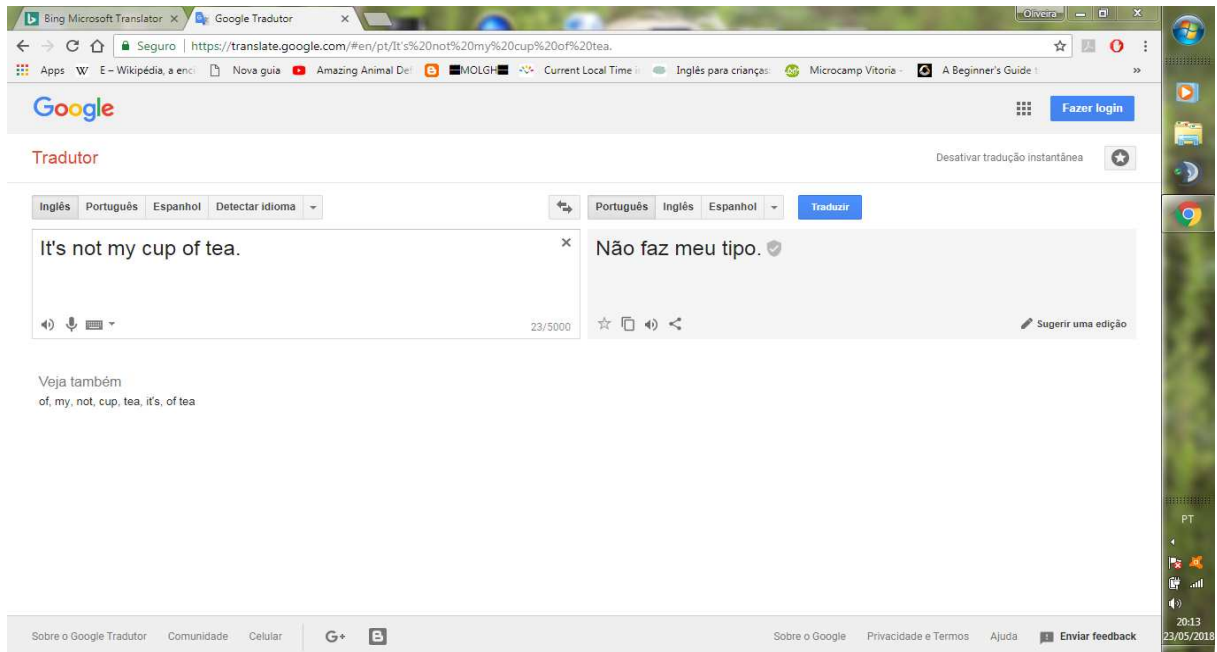 Bing Microsoft Translator
Google Tradutor
Oliveira
Seguro
https://translate.google.com/#en/pt/It's%20not%20my%20cup%20of%20tea.
Apps
W E – Wikipédia, a enci
Nova guia
Amazing Animal De
MOLGH
Current Local Time i
Inglês para crianças
Microcamp Vitoria -
A Beginner's Guide t
»
Google
Fazer login
Tradutor
Desativar tradução instantânea
Inglês Português Espanhol Detectar idioma
Português Inglês Espanhol
Traduzir
It's not my cup of tea.
Não faz meu tipo.
23/5000
Sugerir uma edição
Veja também
of, my, not, cup, tea, it's, of tea
PT
Sobre o Google Tradutor Comunidade Celular G+ B
Sobre o Google Privacidade e Termos Ajuda Enviar feedback
20:13
23/05/2018